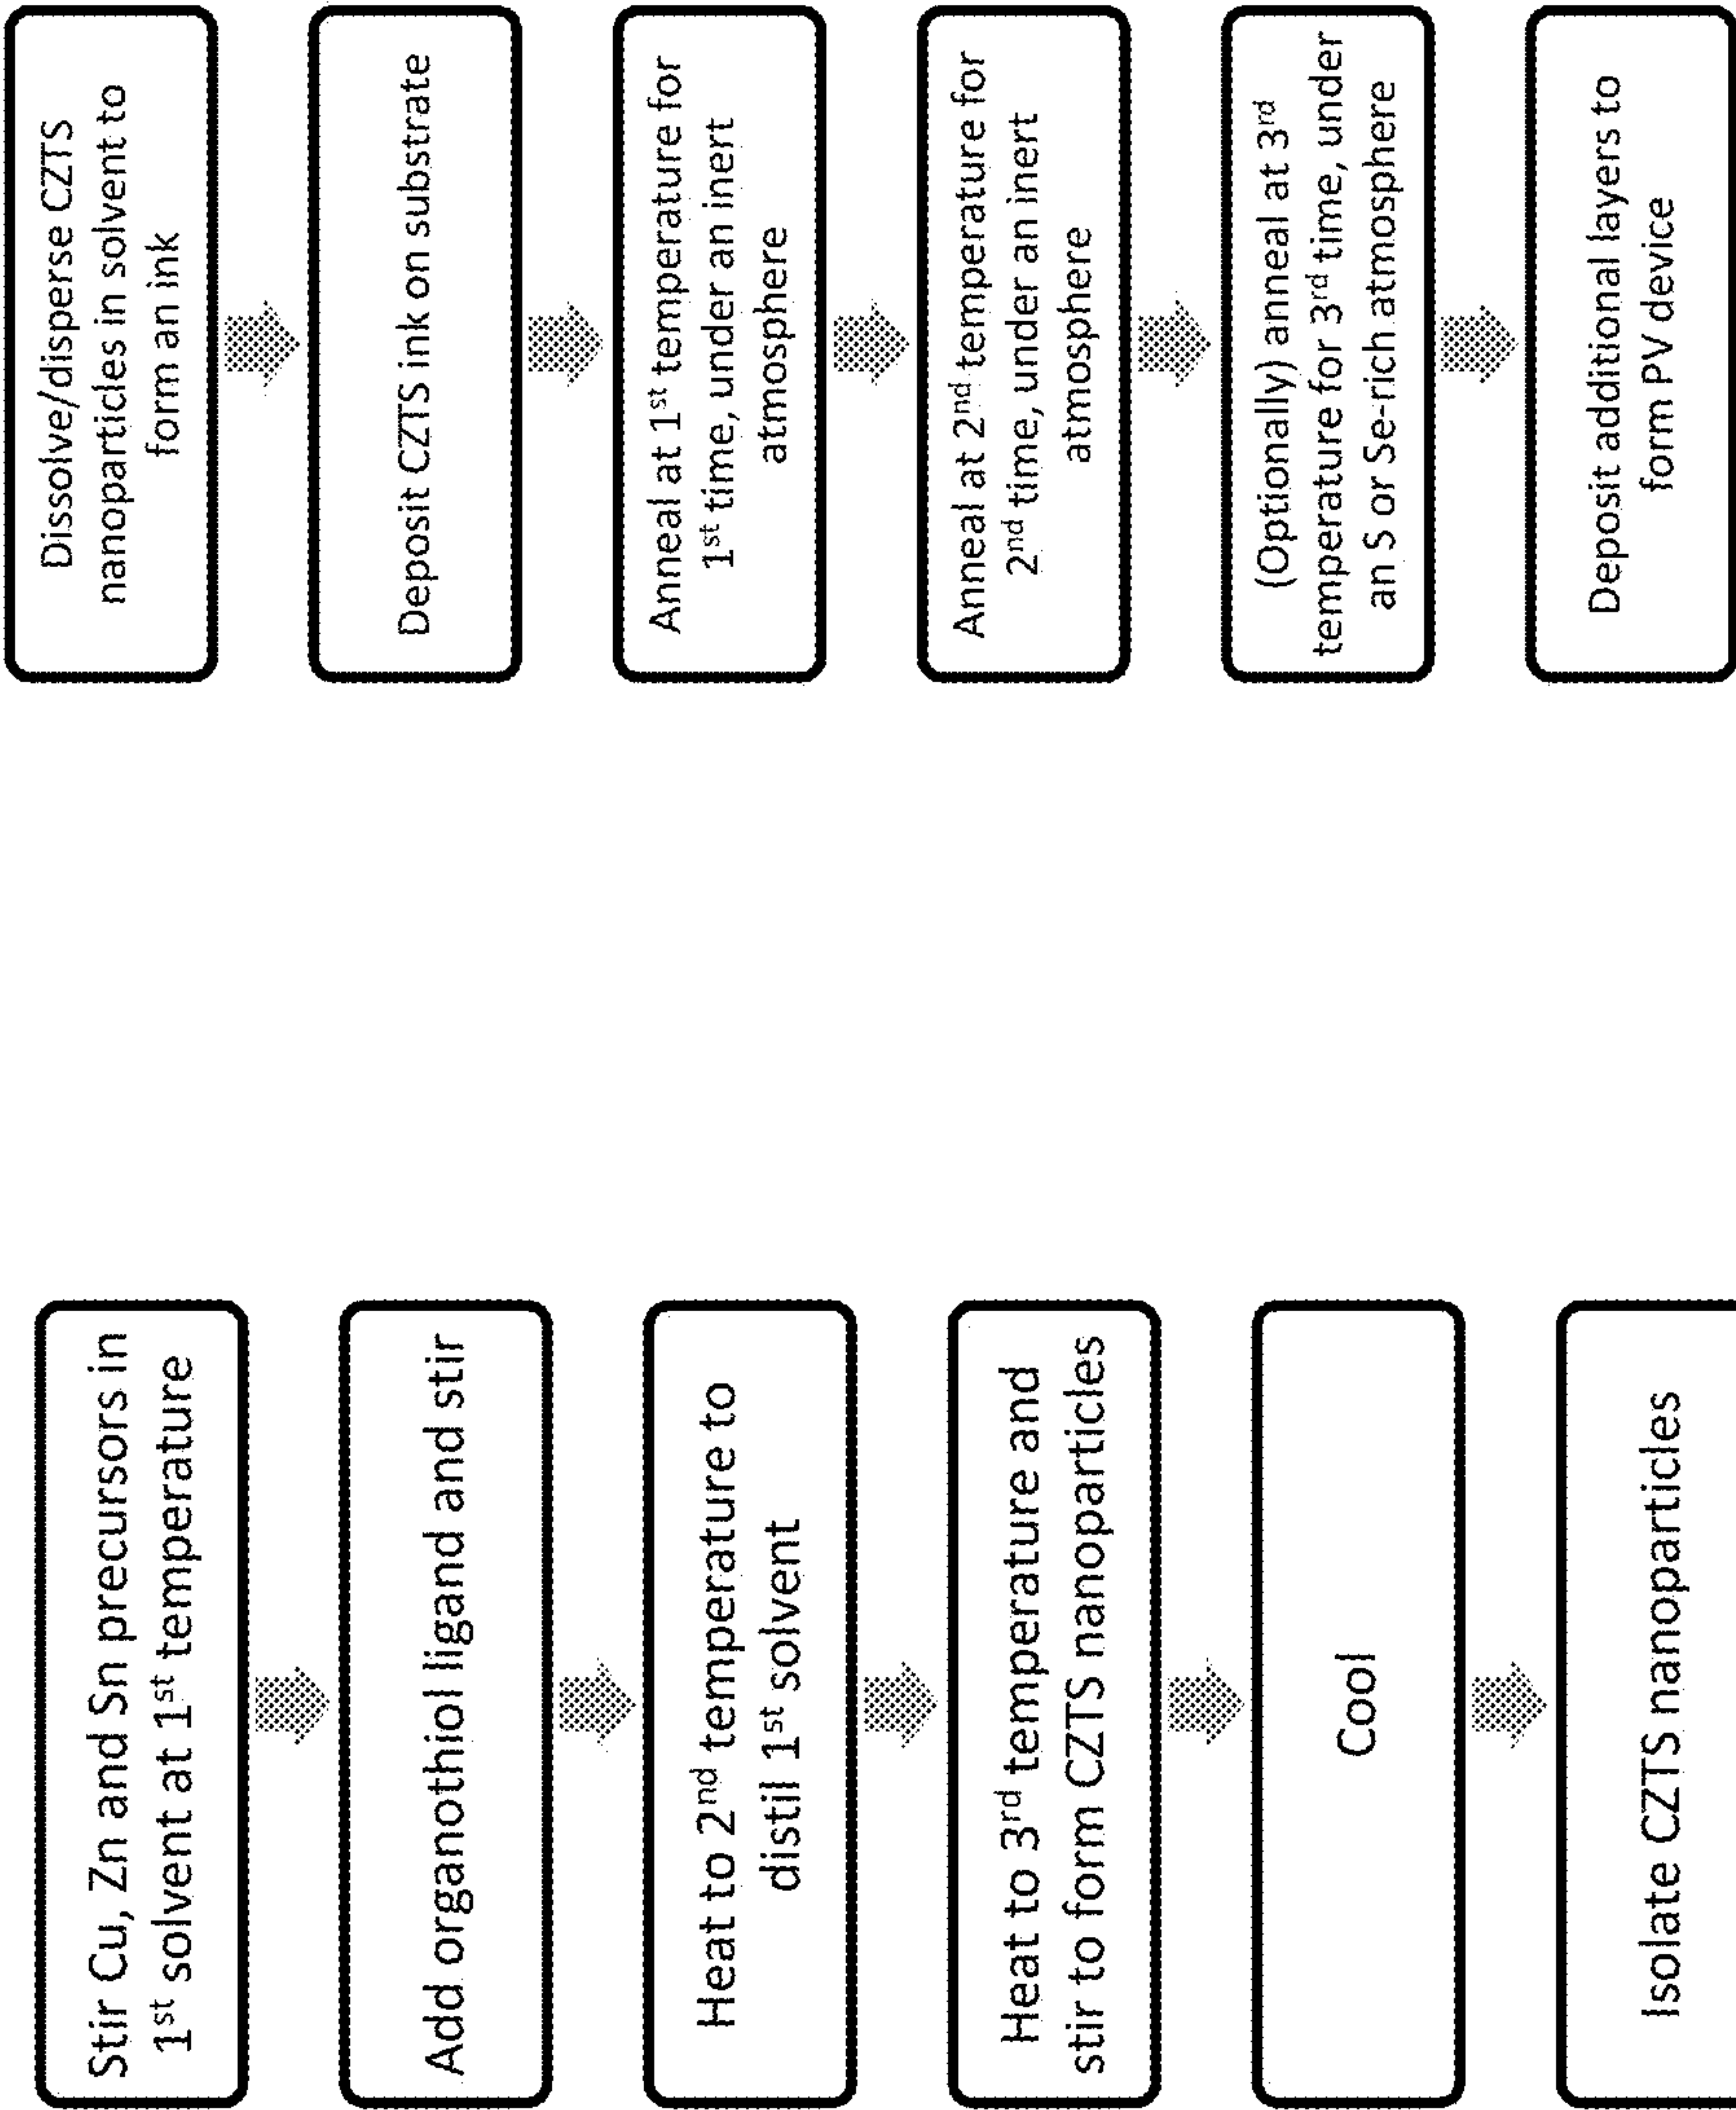 Stir Cu, Zn and Sn precursors in
1st solvent at 1st temperature
Add organothiol ligand and stir
Heat to 2nd temperature to
distil 1st solvent
Heat to 3rd temperature and
stir to form CZTS nanoparticles
Cool
Isolate CZTS nanoparticles
Dissolve/disperse CZTS
nanoparticles in solvent to
form an ink
Deposit CZTS ink on substrate
Anneal at 1st temperature for
1st time, under an inert
atmosphere
Anneal at 2nd temperature for
2nd time, under an inert
atmosphere
(Optionally) anneal at 3rd
temperature for 3rd time, under
an S or Se-rich atmosphere
Deposit additional layers to
form PV device